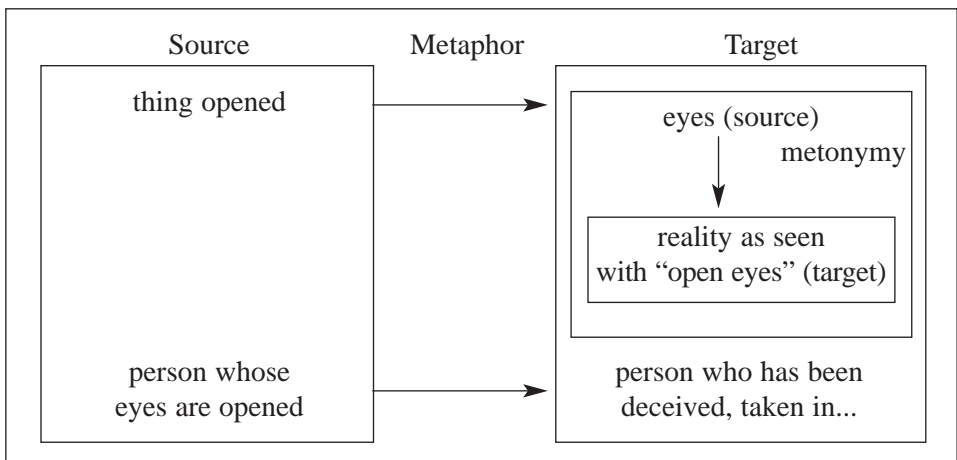 Source Metaphor Target
thing opened
eyes (source)
metonymy
reality as seen
with “open eyes” (target)
person whose
eyes are opened
person who has been
deceived, taken in...